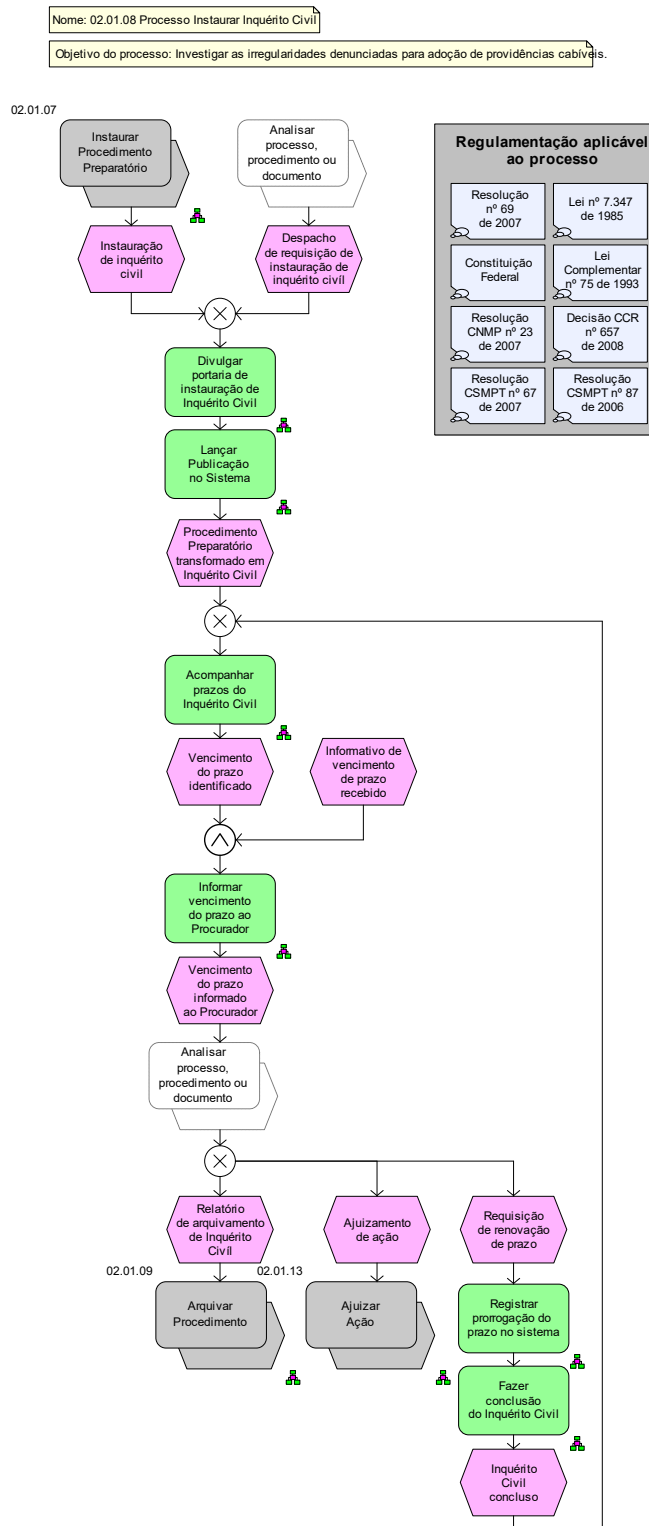 Nome: 02.01.08 Processo Instaurar Inquérito Civil
Objetivo do processo: Investigar as irregularidades denunciadas para adoção de providências cabíveis.
02.01.07
Instaurar
Procedimento
Preparatório
Analisar
processo,
procedimento ou
documento
Regulamentação aplicável
ao processo
Resolução
nº 69
de 2007
Lei nº 7.347
de 1985
Constituição
Federal
Lei
Complementar
nº 75 de 1993
Resolução
CNMP nº 23
de 2007
Decisão CCR
nº 657
de 2008
Resolução
CSMPT nº 67
de 2007
Resolução
CSMPT nº 87
de 2006
Instauração
de inquérito
civil
Despacho
de requisição de
instauração de
inquérito civíl
Divulgar
portaria de
instauração de
Inquérito Civil
Lançar
Publicação
no Sistema
Procedimento
Preparatório
transformado em
Inquérito Civil
Acompanhar
prazos do
Inquérito Civil
Vencimento
do prazo
identificado
Informativo de
vencimento
de prazo
recebido
Informar
vencimento
do prazo ao
Procurador
Vencimento
do prazo
informado
ao Procurador
Analisar
processo,
procedimento ou
documento
Relatório
de arquivamento
de Inquérito
Civíl
Ajuizamento
de ação
Requisição
de renovação
de prazo
02.01.09
Arquivar
Procedimento
02.01.13
Ajuizar
Ação
Registrar
prorrogação do
prazo no sistema
Fazer
conclusão
do Inquérito Civil
Inquérito
Civil
concluso